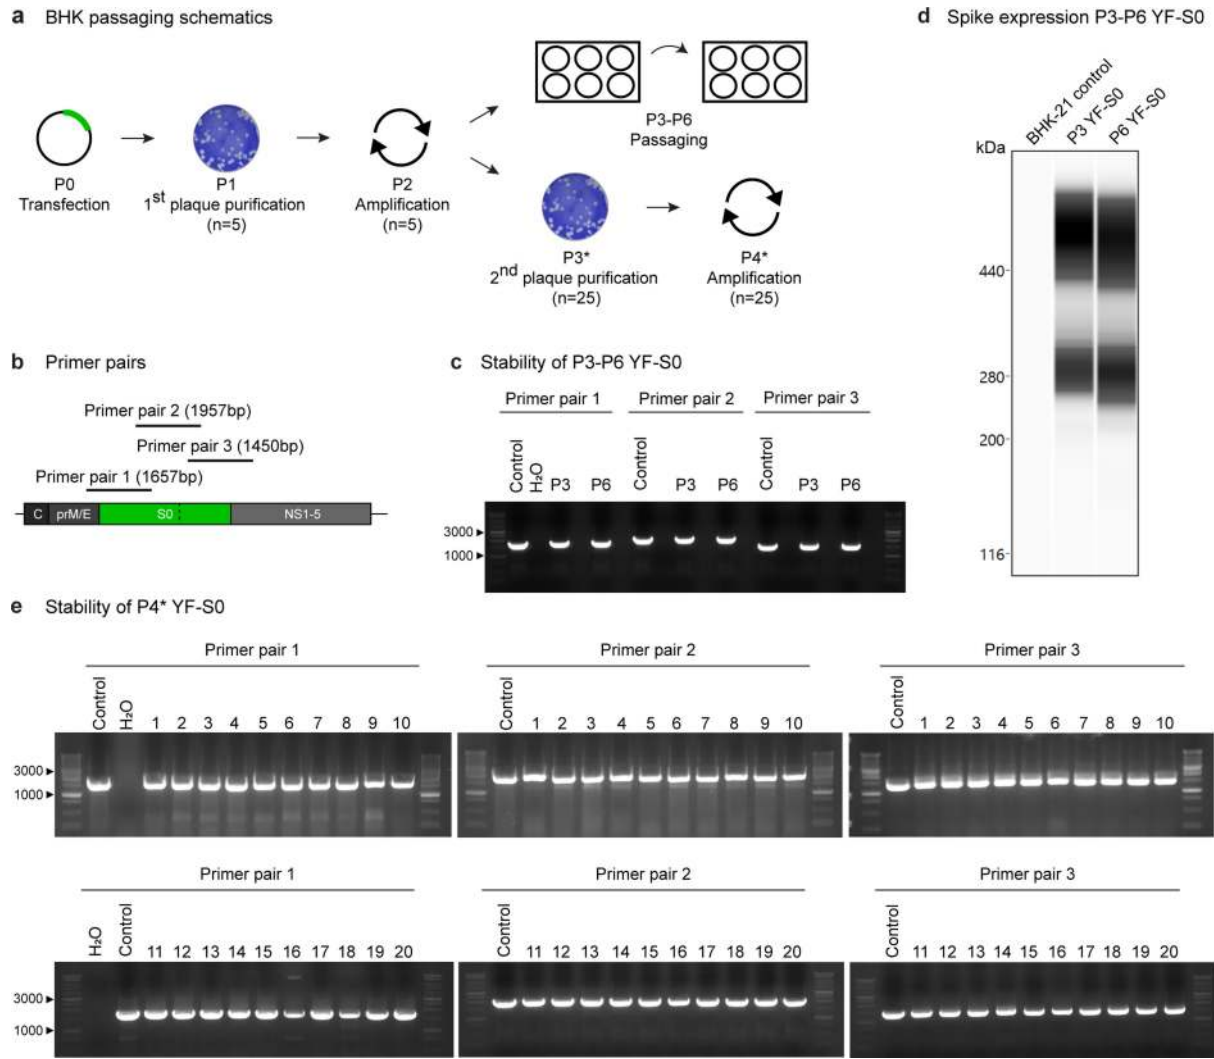 a BHK passaging schematics
P0
Transfection
P1
1st plaque purification
(n=5)
P2
Amplification
(n=5)
P3-P6
Passaging
P3*
2nd plaque purification
(n=25)
P4*
Amplification
(n=25)
b Primer pairs
Primer pair 2 (1957bp)
Primer pair 3 (1450bp)
Primer pair 1 (1657bp)
C prM/E S0 NS1-5
c Stability of P3-P6 YF-S0
Primer pair 1 Primer pair 2 Primer pair 3
Control H₂O P3 P6 Control P3 P6 Control P3 P6
3000
1000
d Spike expression P3-P6 YF-S0
BHK-21 control
P3 YF-S0
P6 YF-S0
kDa
440
280
200
116
e Stability of P4* YF-S0
Primer pair 1 Primer pair 2 Primer pair 3
Control H₂O 1 2 3 4 5 6 7 8 9 10 Control 1 2 3 4 5 6 7 8 9 10 Control 1 2 3 4 5 6 7 8 9 10
3000
1000
Primer pair 1 Primer pair 2 Primer pair 3
H₂O Control 11 12 13 14 15 16 17 18 19 20 Control 11 12 13 14 15 16 17 18 19 20 Control 11 12 13 14 15 16 17 18 19 20
3000
1000